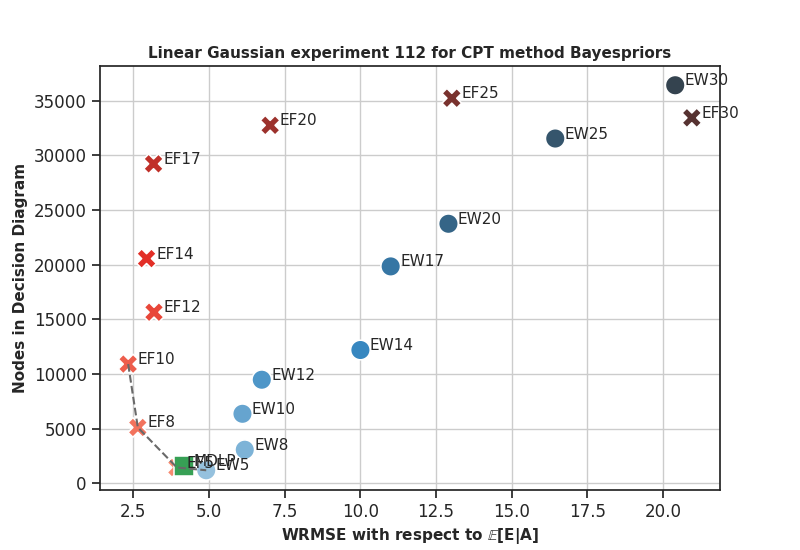 Linear Gaussian experiment 112 for CPT method Bayespriors
Nodes in Decision Diagram
35000
30000
25000
20000
15000
10000
5000
0
EW30
EF30
EF25
EF20
EW25
EF17
EW20
EF14
EW17
EF12
EW14
EF10
EW12
EW10
EF8
EW8
MDLP
EF5
EW5
2.5
5.0
7.5
10.0
12.5
15.0
17.5
20.0
WRMSE with respect to 𝔼[E|A]